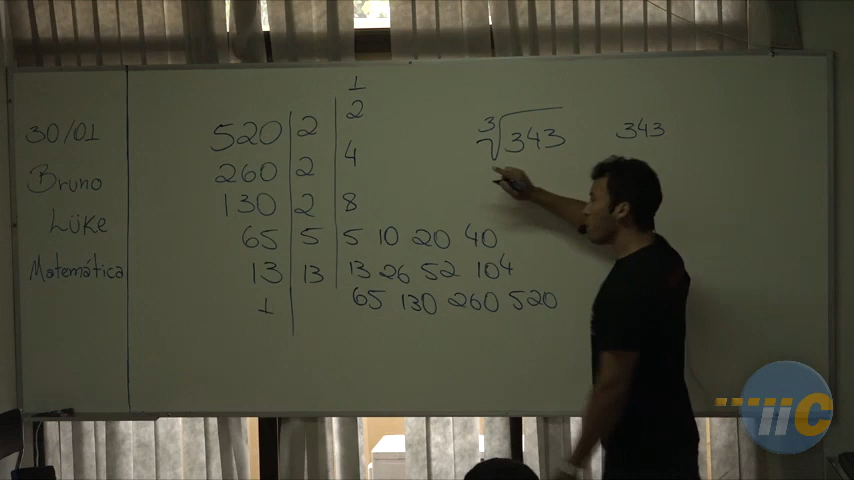 30/01
Bruno
Lüke
Matemática
1
520 2 2
260 2 4
130 2 8
65 5 5 10 20 40
13 13 13 26 52 104
1 65 130 260 520
∛343 343
iiC